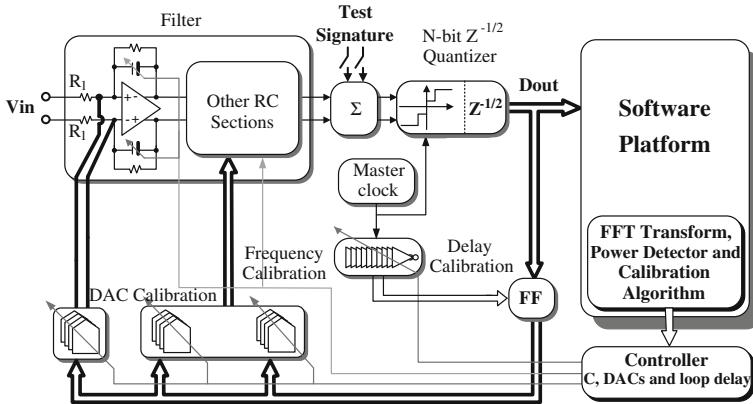 Filter
Test
Signature
N-bit Z-1/2
Quantizer
R1
Vin
R1
+ -
- +
Other RC
Sections
Σ
Z-1/2
Dout
Software
Platform
Master
clock
FFT Transform,
Power Detector and
Calibration
Algorithm
Frequency
Calibration
Delay
Calibration
DAC Calibration
FF
Controller
C, DACs and loop delay